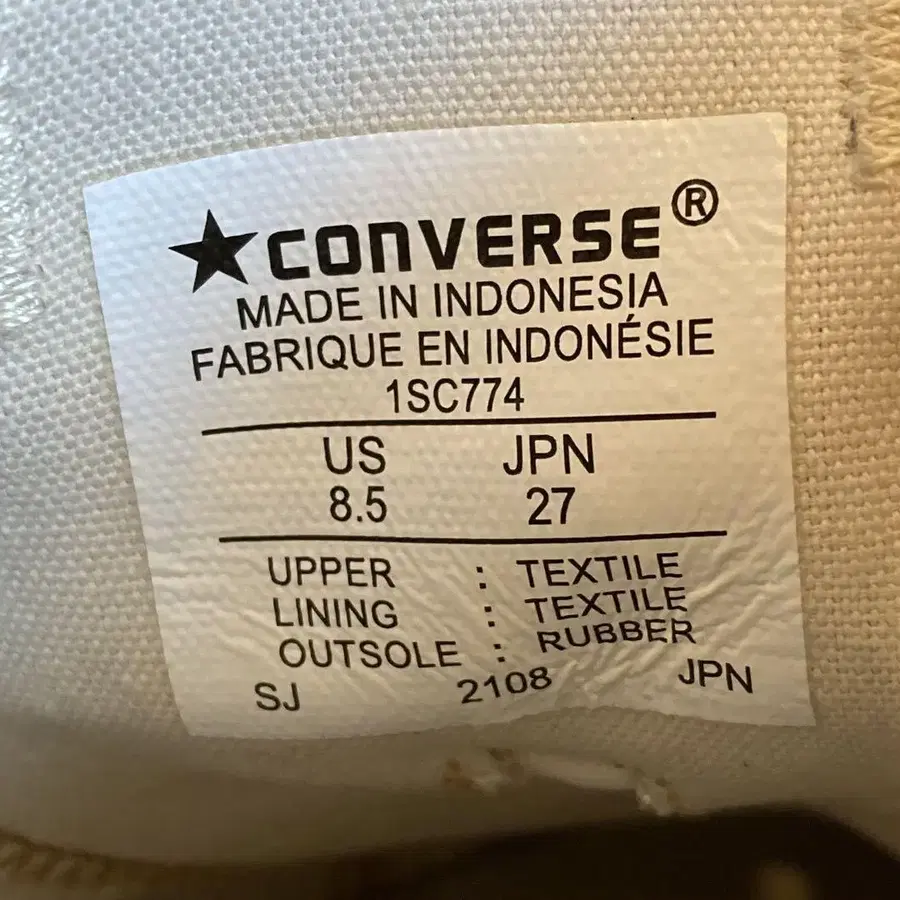 ★CONVERSE®
MADE IN INDONESIA
FABRIQUE EN INDONÉSIE
1SC774
US JPN
8.5 27
UPPER : TEXTILE
LINING : TEXTILE
OUTSOLE : RUBBER
SJ 2108 JPN